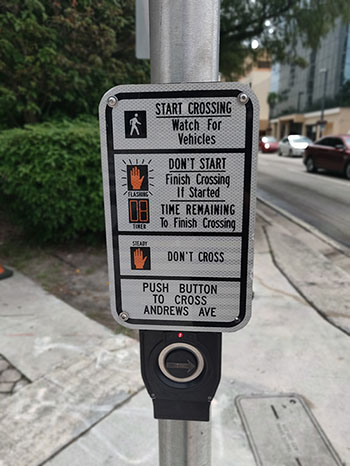 START CROSSING
Watch For
Vehicles
DON'T START
Finish Crossing
If Started
FLASHING
08
TIMER
TIME REMAINING
To Finish Crossing
STEADY
DON'T CROSS
PUSH BUTTON
TO CROSS
ANDREWS AVE